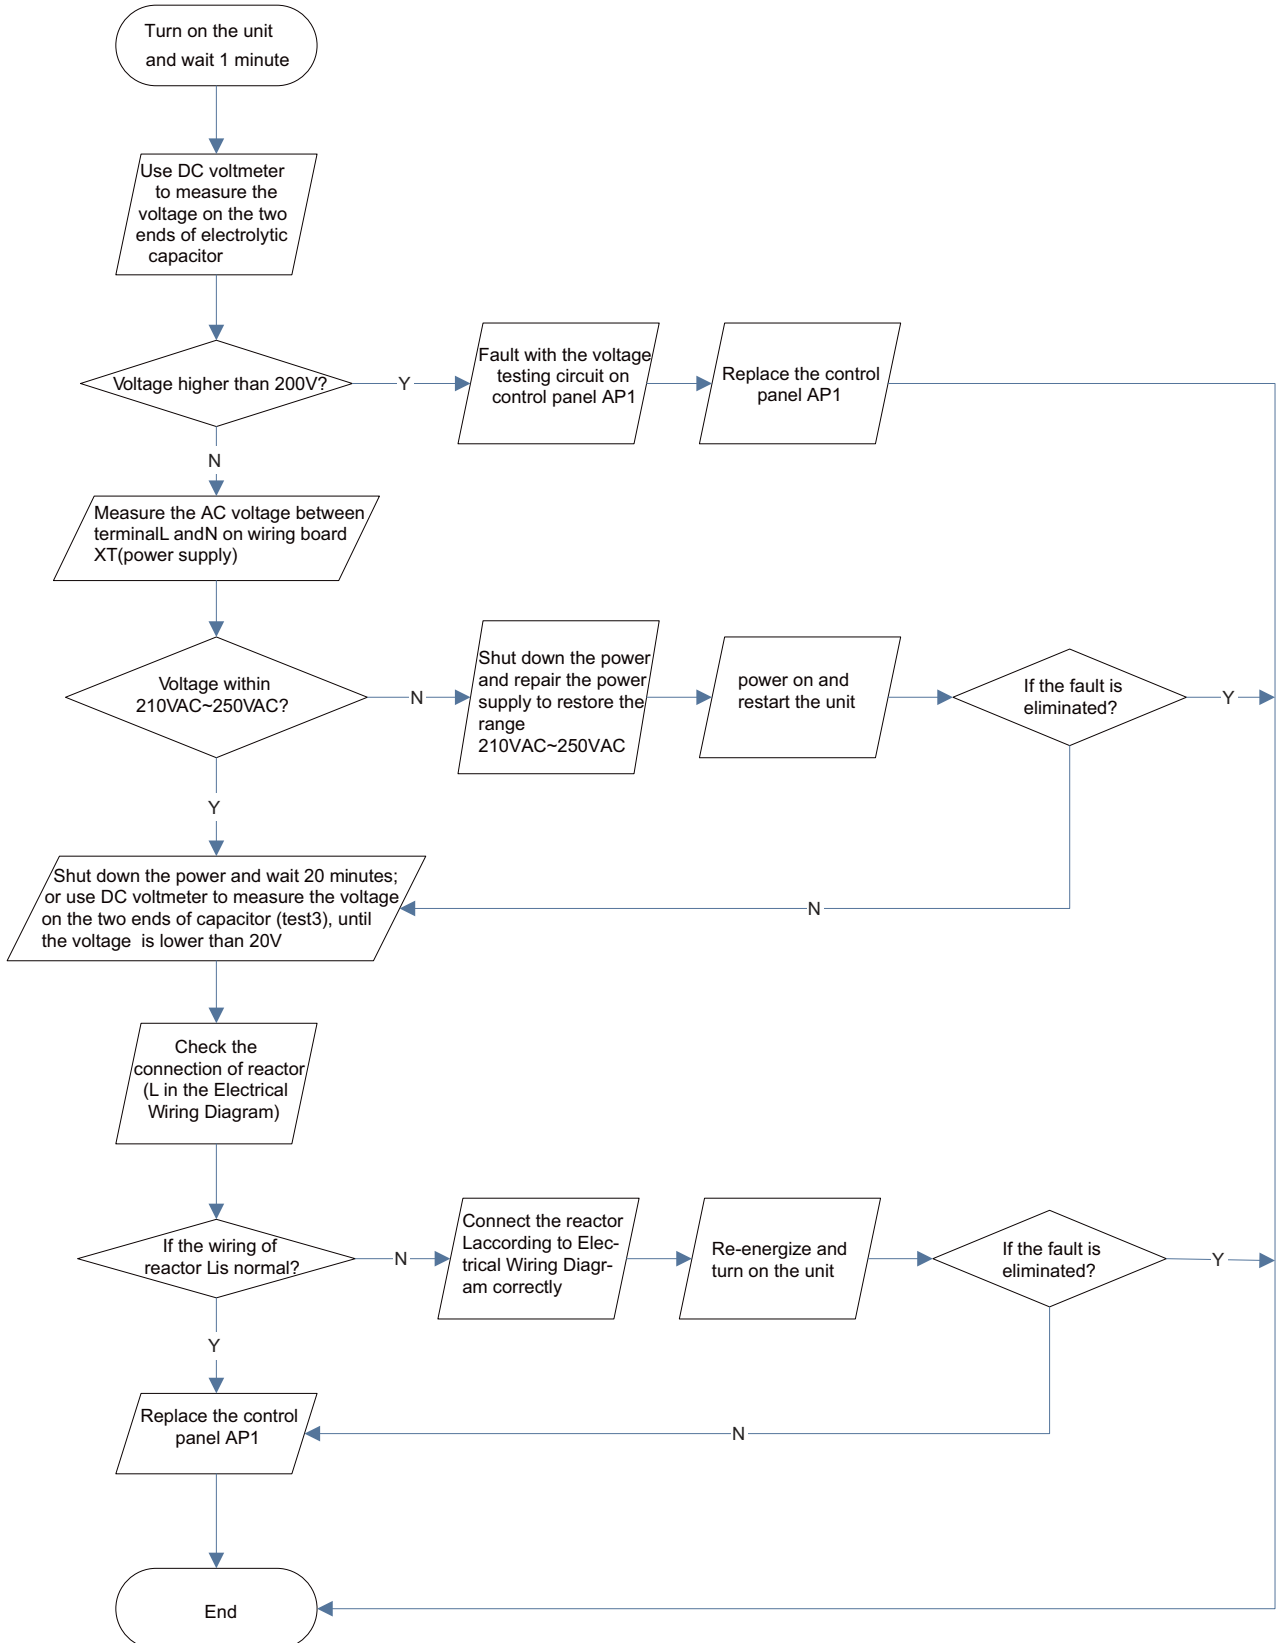 Turn on the unit
and wait 1 minute
Use DC voltmeter
to measure the
voltage on the two
ends of electrolytic
capacitor
Voltage higher than 200V?
Y
Fault with the voltage
testing circuit on
control panel AP1
Replace the control
panel AP1
N
Measure the AC voltage between
terminalL andN on wiring board
XT(power supply)
Voltage within
210VAC~250VAC?
N
Shut down the power
and repair the power
supply to restore the
range
210VAC~250VAC
power on and
restart the unit
If the fault is
eliminated?
Y
Y
Shut down the power and wait 20 minutes;
or use DC voltmeter to measure the voltage
on the two ends of capacitor (test3), until
the voltage  is lower than 20V
N
Check the
connection of reactor
(L in the Electrical
Wiring Diagram)
If the wiring of
reactor Lis normal?
N
Connect the reactor
Laccording to Elec-
trical Wiring Diagr-
am correctly
Re-energize and
turn on the unit
If the fault is
eliminated?
Y
Y
Replace the control
panel AP1
N
End